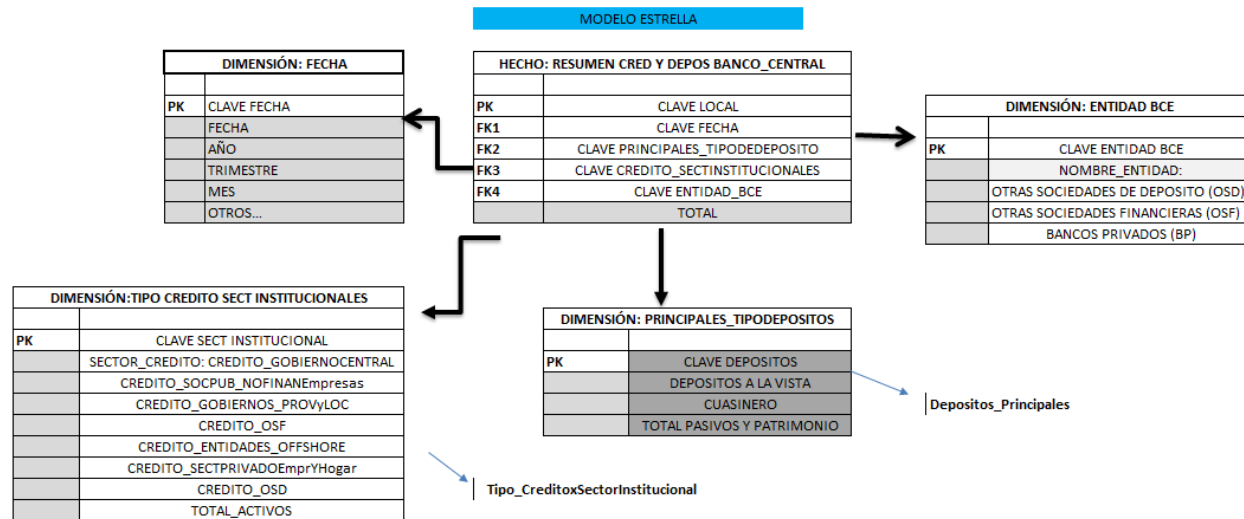 MODELO ESTRELLA
DIMENSIÓN: FECHA
PK CLAVE FECHA
FECHA
AÑO
TRIMESTRE
MES
OTROS...
HECHO: RESUMEN CRED Y DEPOS BANCO_CENTRAL
PK CLAVE LOCAL
FK1 CLAVE FECHA
FK2 CLAVE PRINCIPALES_TIPODEDEPOSITO
FK3 CLAVE CREDITO_SECTINSTITUCIONALES
FK4 CLAVE ENTIDAD_BCE
TOTAL
DIMENSIÓN: ENTIDAD BCE
PK CLAVE ENTIDAD BCE
NOMBRE_ENTIDAD:
OTRAS SOCIEDADES DE DEPOSITO (OSD)
OTRAS SOCIEDADES FINANCIERAS (OSF)
BANCOS PRIVADOS (BP)
DIMENSIÓN:TIPO CREDITO SECT INSTITUCIONALES
PK CLAVE SECT INSTITUCIONAL
SECTOR_CREDITO: CREDITO_GOBIERNOCENTRAL
CREDITO_SOCPUB_NOFINANEmpresas
CREDITO_GOBIERNOS_PROVyLOC
CREDITO_OSF
CREDITO_ENTIDADES_OFFSHORE
CREDITO_SECTPRIVADOEmprYHogar
CREDITO_OSD
TOTAL_ACTIVOS
Tipo_CreditoxSectorInstitucional
DIMENSIÓN: PRINCIPALES_TIPODEPOSITOS
PK CLAVE DEPOSITOS
DEPOSITOS A LA VISTA
CUASINERO
TOTAL PASIVOS Y PATRIMONIO
Depositos_Principales